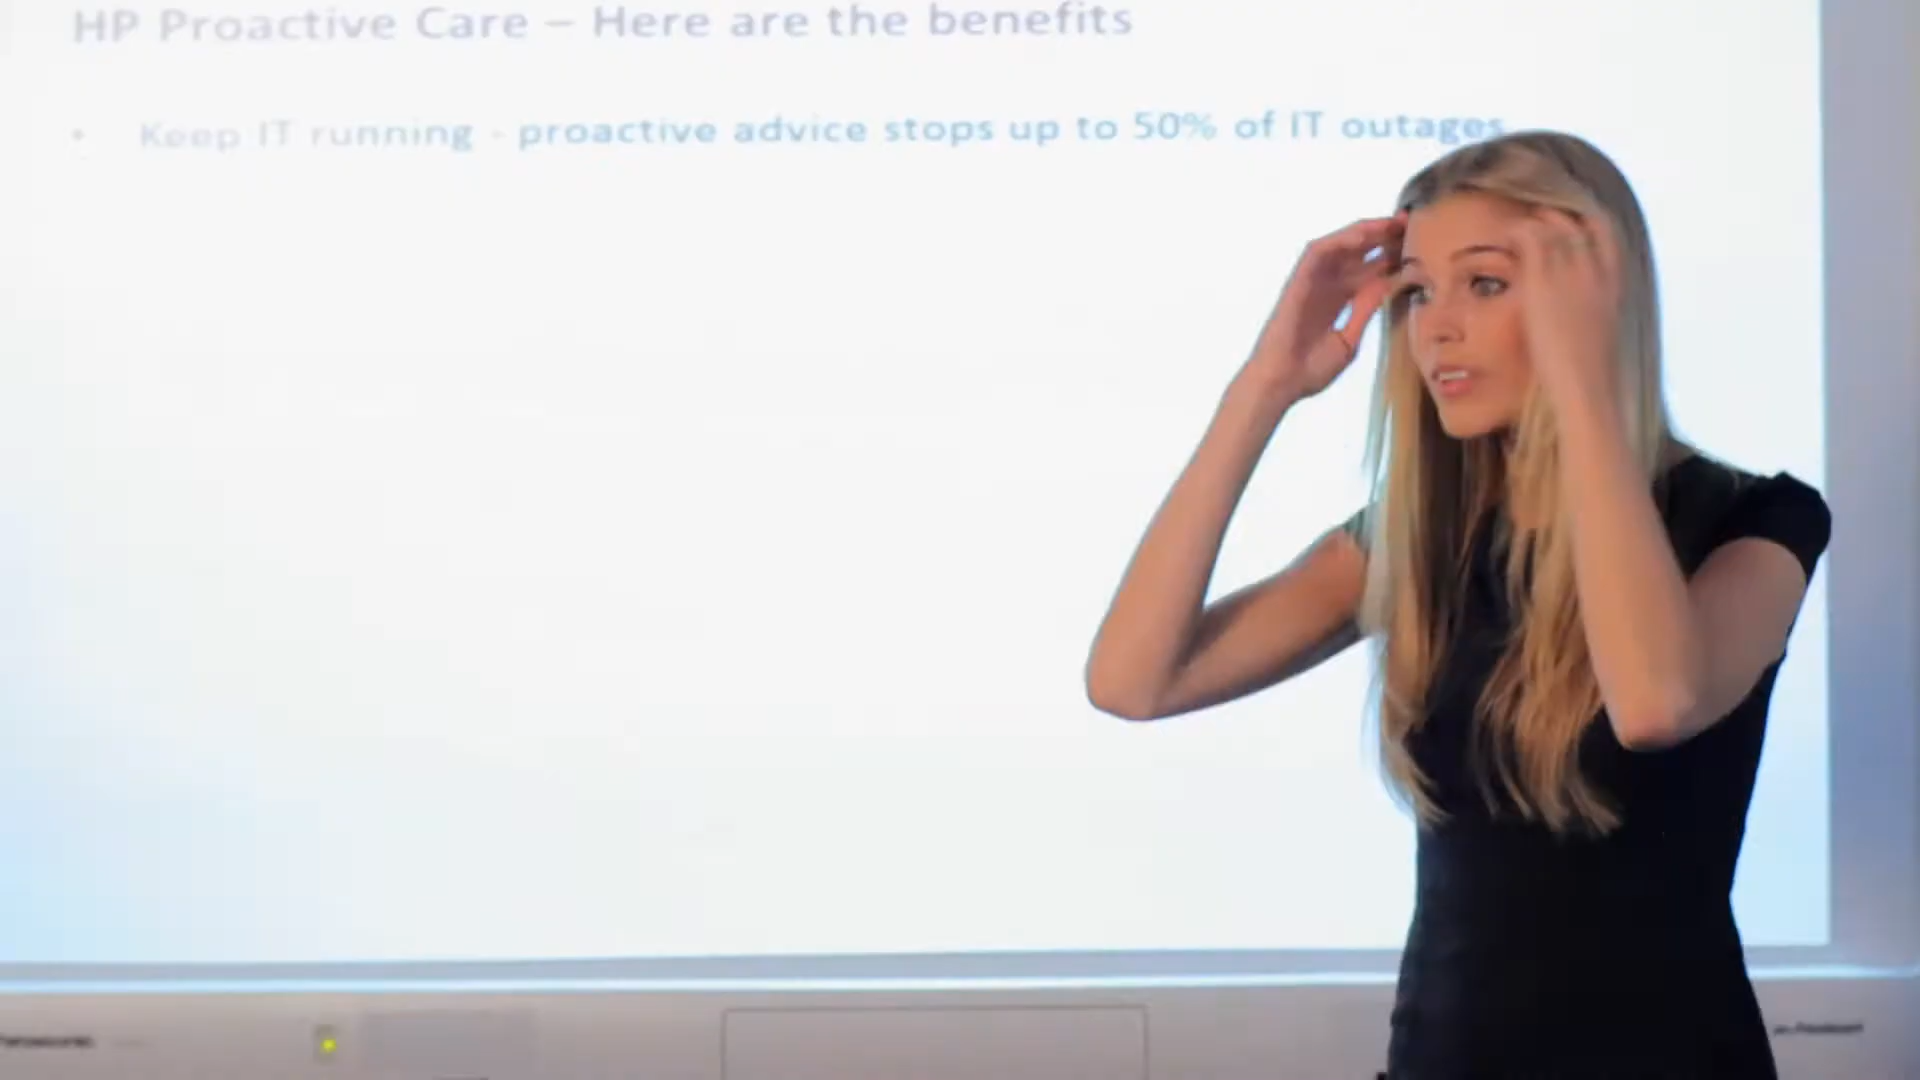 HP Proactive Care – Here are the benefits
• Keep IT running - proactive advice stops up to 50% of IT outages
Panasonic